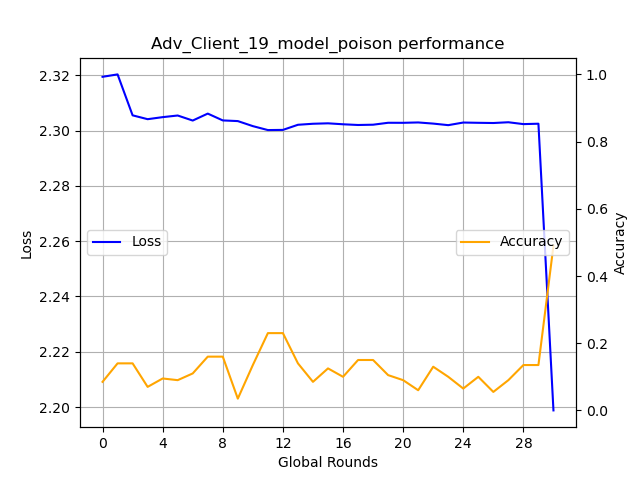 Adv_Client_19_model_poison performance
2.32
2.30
2.28
2.26
2.24
2.22
2.20
Loss
Loss
Accuracy
1.0
0.8
0.6
0.4
0.2
0.0
Accuracy
0 4 8 12 16 20 24 28
Global Rounds